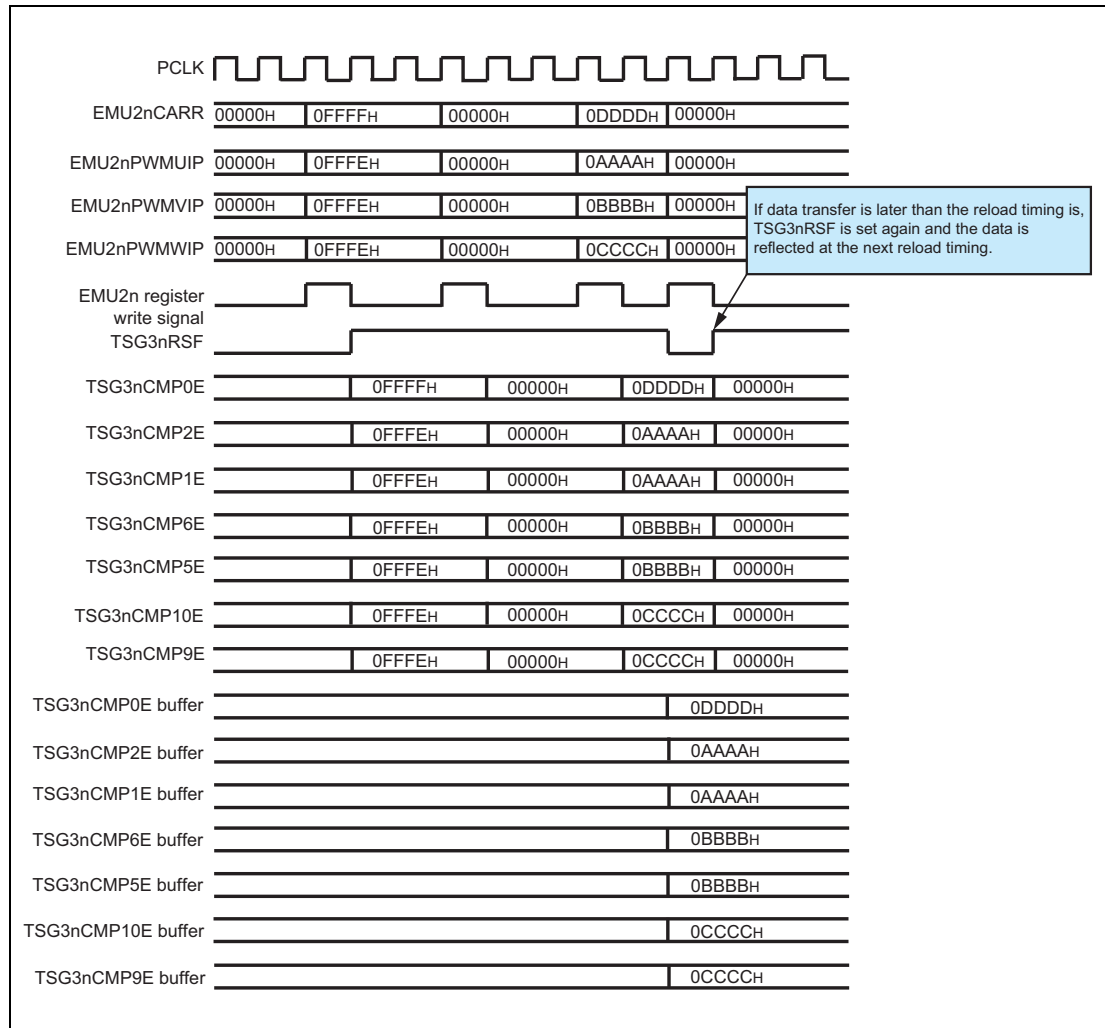 PCLK
EMU2nCARR 00000H 0FFFFH 00000H 0DDDDH 00000H
EMU2nPWMUIP 00000H 0FFFEH 00000H 0AAAAH 00000H
EMU2nPWMVIP 00000H 0FFFEH 00000H 0BBBBH 00000H
EMU2nPWMWIP 00000H 0FFFEH 00000H 0CCCCH 00000H
If data transfer is later than the reload timing is,
TSG3nRSF is set again and the data is
reflected at the next reload timing.
EMU2n register
write signal
TSG3nRSF
TSG3nCMP0E 0FFFFH 00000H 0DDDDH 00000H
TSG3nCMP2E 0FFFEH 00000H 0AAAAH 00000H
TSG3nCMP1E 0FFFEH 00000H 0AAAAH 00000H
TSG3nCMP6E 0FFFEH 00000H 0BBBBH 00000H
TSG3nCMP5E 0FFFEH 00000H 0BBBBH 00000H
TSG3nCMP10E 0FFFEH 00000H 0CCCCH 00000H
TSG3nCMP9E 0FFFEH 00000H 0CCCCH 00000H
TSG3nCMP0E buffer 0DDDDH
TSG3nCMP2E buffer 0AAAAH
TSG3nCMP1E buffer 0AAAAH
TSG3nCMP6E buffer 0BBBBH
TSG3nCMP5E buffer 0BBBBH
TSG3nCMP10E buffer 0CCCCH
TSG3nCMP9E buffer 0CCCCH